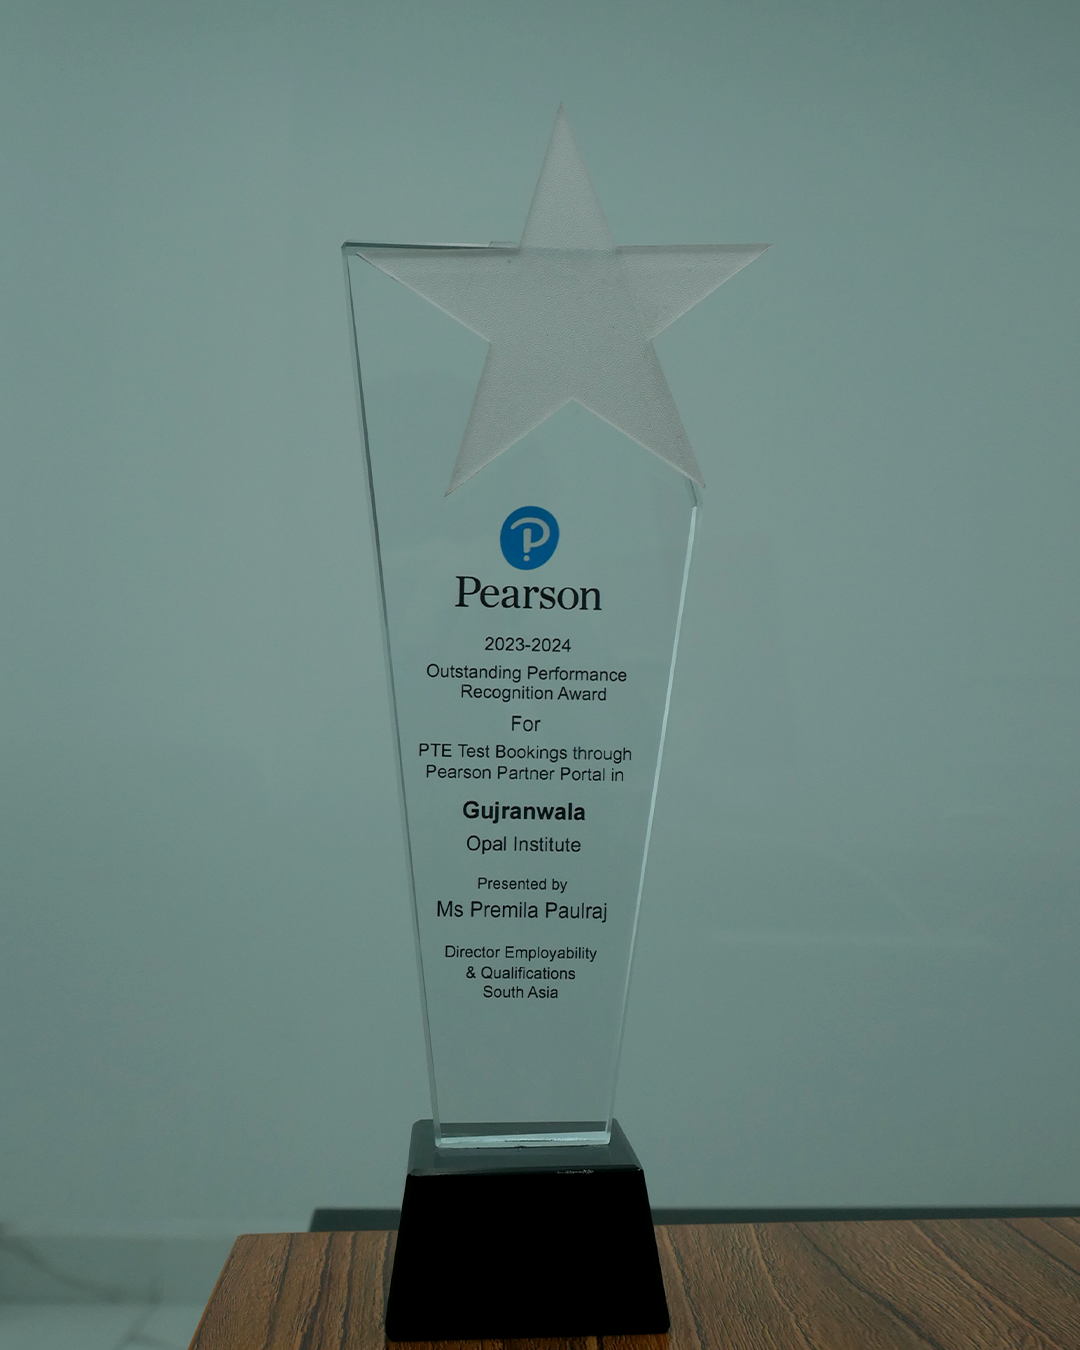 Pearson
2023-2024
Outstanding Performance
Recognition Award
For
PTE Test Bookings through
Pearson Partner Portal in
Gujranwala
Opal Institute
Presented by
Ms Premila Paulraj
Director Employability
& Qualifications
South Asia